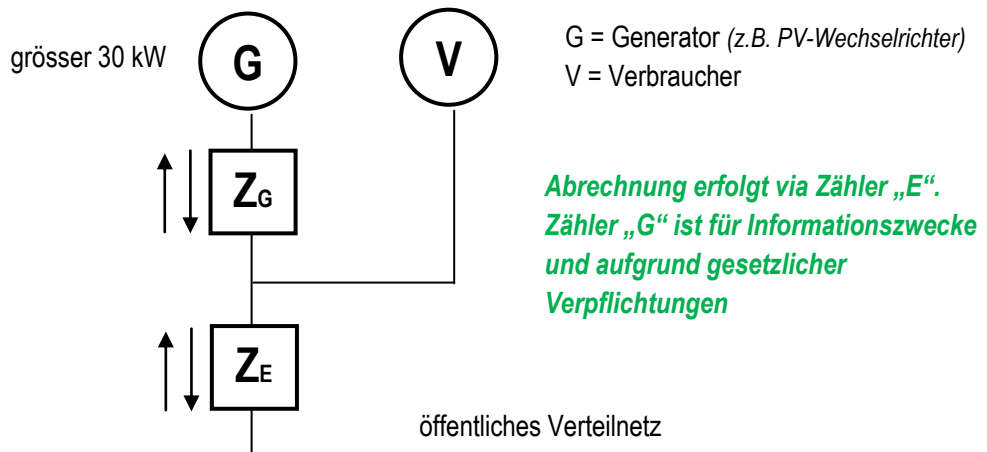 grösser 30 kW
G
V
G = Generator (z.B. PV-Wechselrichter)
V = Verbraucher
ZG
Abrechnung erfolgt via Zähler „E“.
Zähler „G“ ist für Informationszwecke
und aufgrund gesetzlicher
Verpflichtungen
ZE
öffentliches Verteilnetz